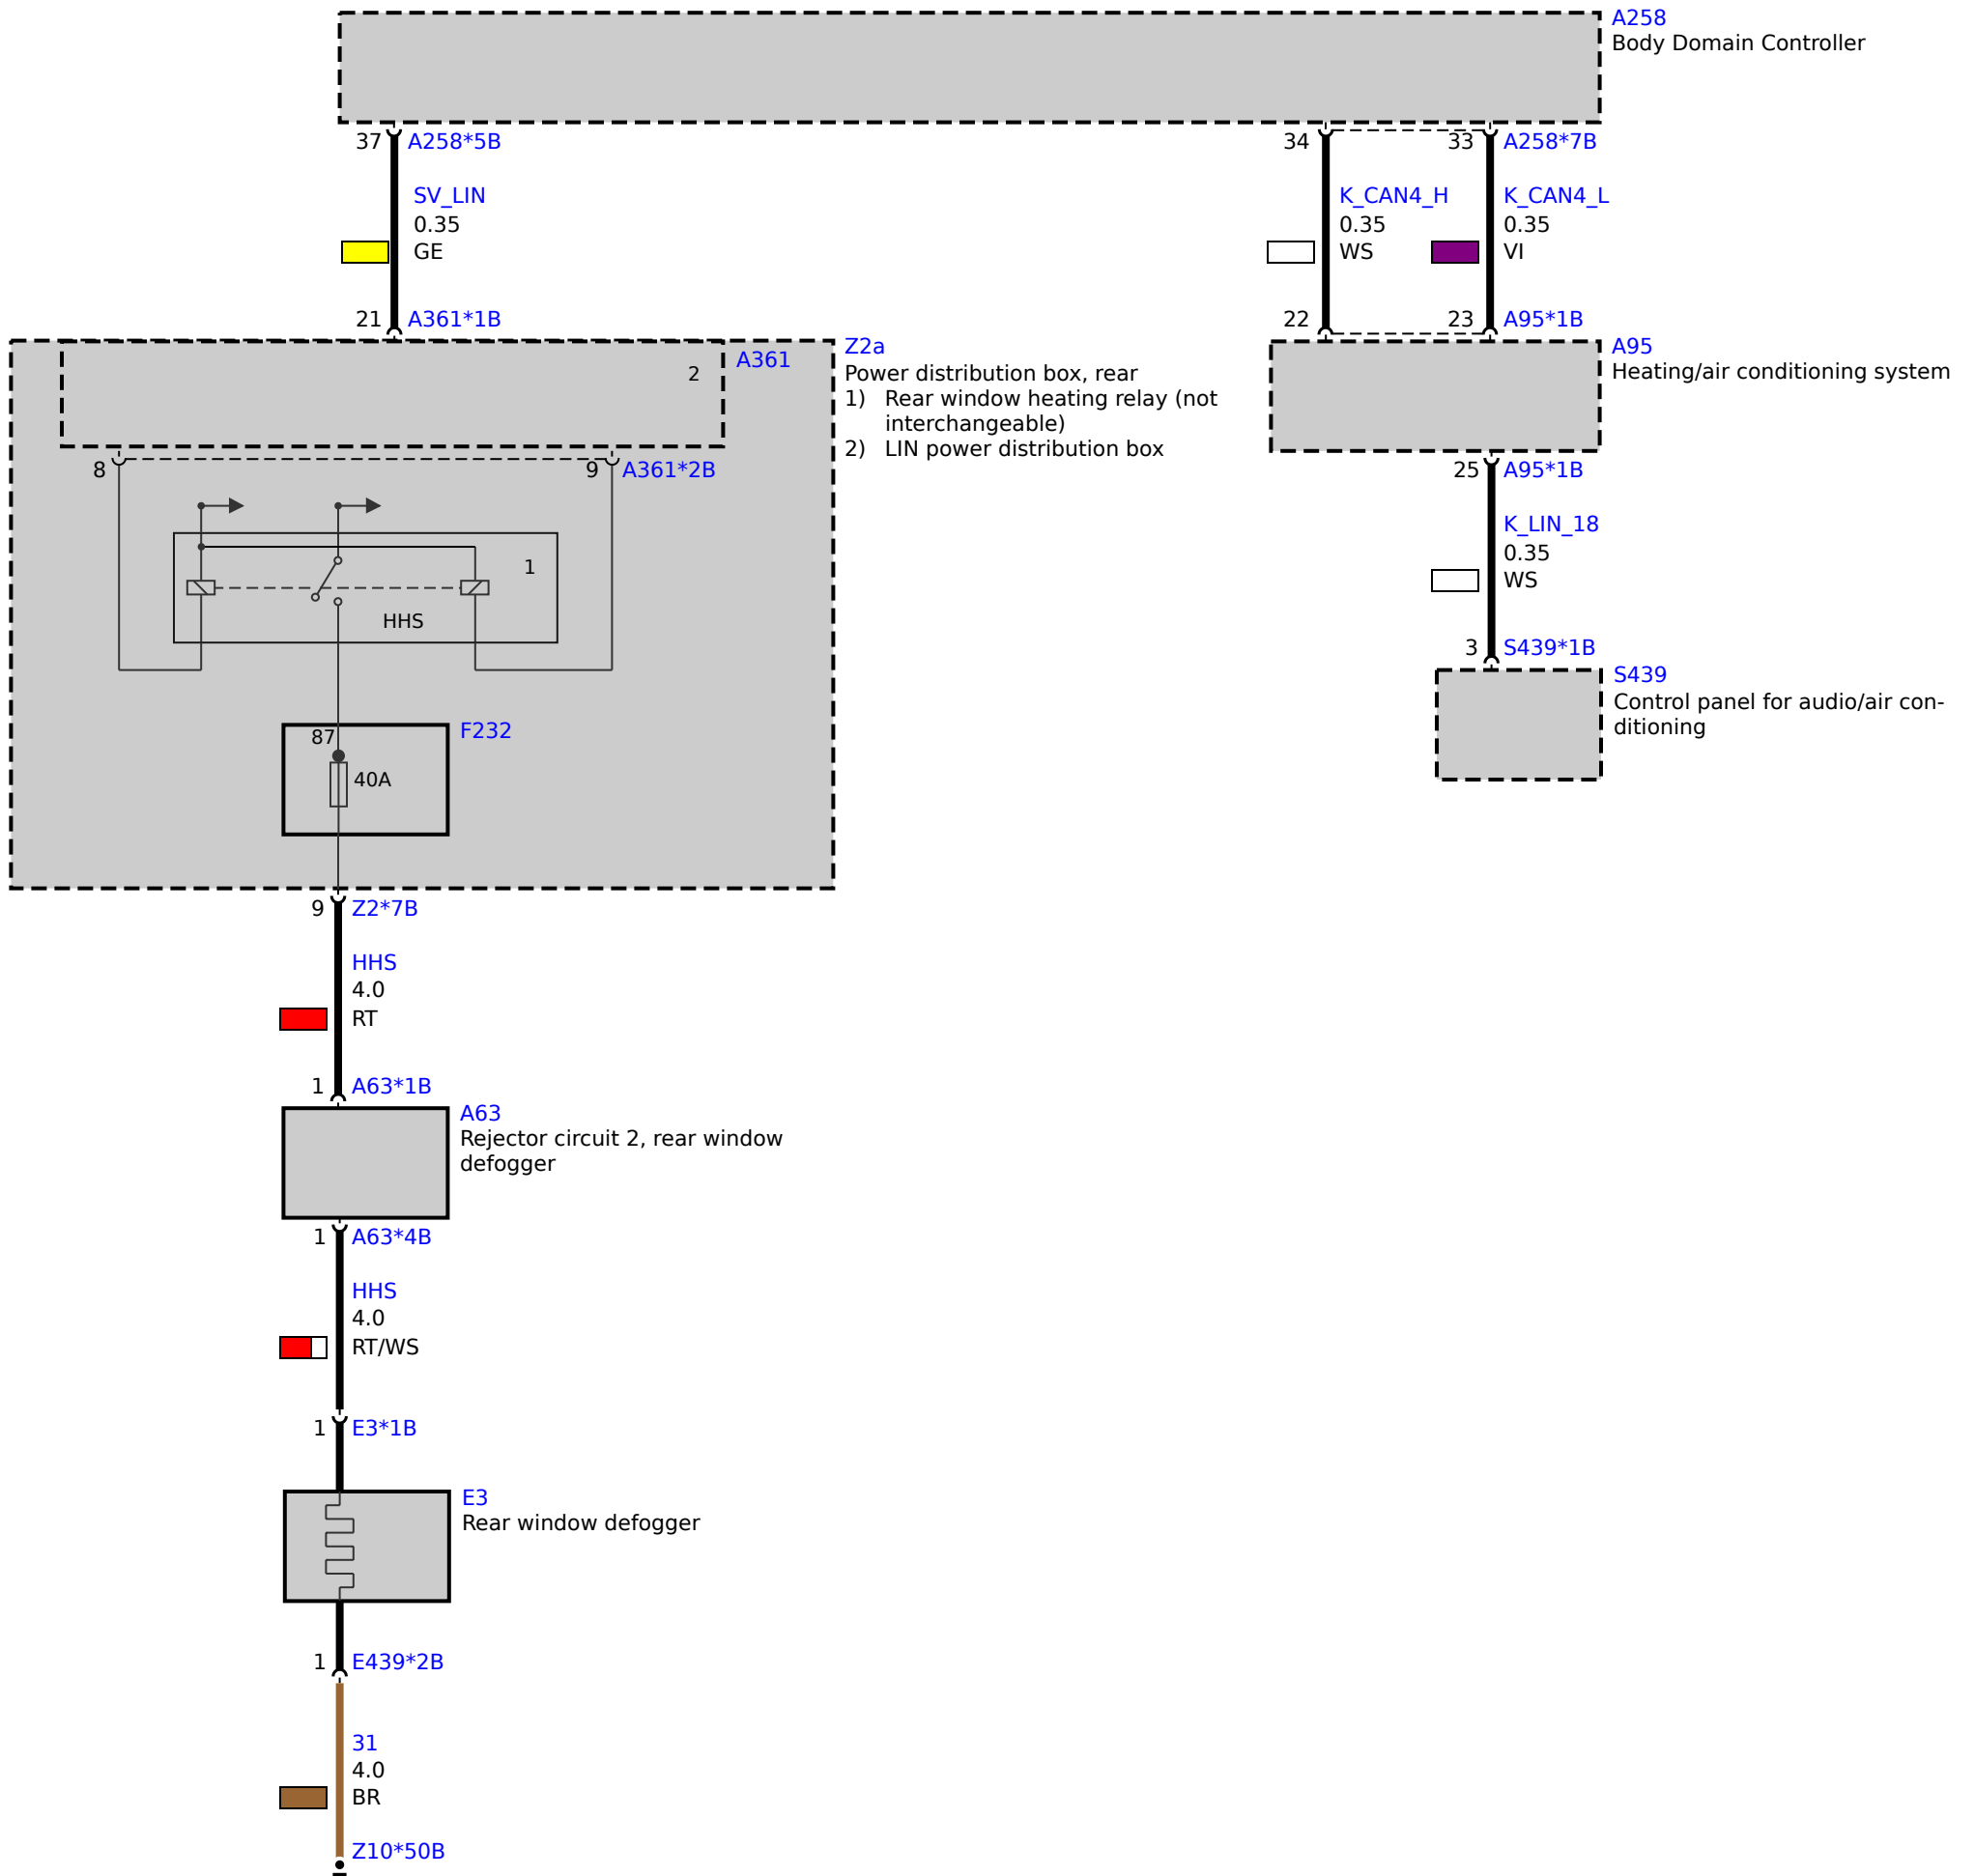 A258
Body Domain Controller
37 A258*5B
34
33 A258*7B
SV_LIN
0.35
GE
K_CAN4_H
0.35
WS
K_CAN4_L
0.35
VI
21 A361*1B
22
23 A95*1B
2
A361
Z2a
Power distribution box, rear
1) Rear window heating relay (not
interchangeable)
2) LIN power distribution box
A95
Heating/air conditioning system
8
9 A361*2B
25 A95*1B
K_LIN_18
0.35
WS
1
HHS
3 S439*1B
S439
Control panel for audio/air con-
ditioning
87
F232
40A
9 Z2*7B
HHS
4.0
RT
1 A63*1B
A63
Rejector circuit 2, rear window
defogger
1 A63*4B
HHS
4.0
RT/WS
1 E3*1B
E3
Rear window defogger
1 E439*2B
31
4.0
BR
Z10*50B